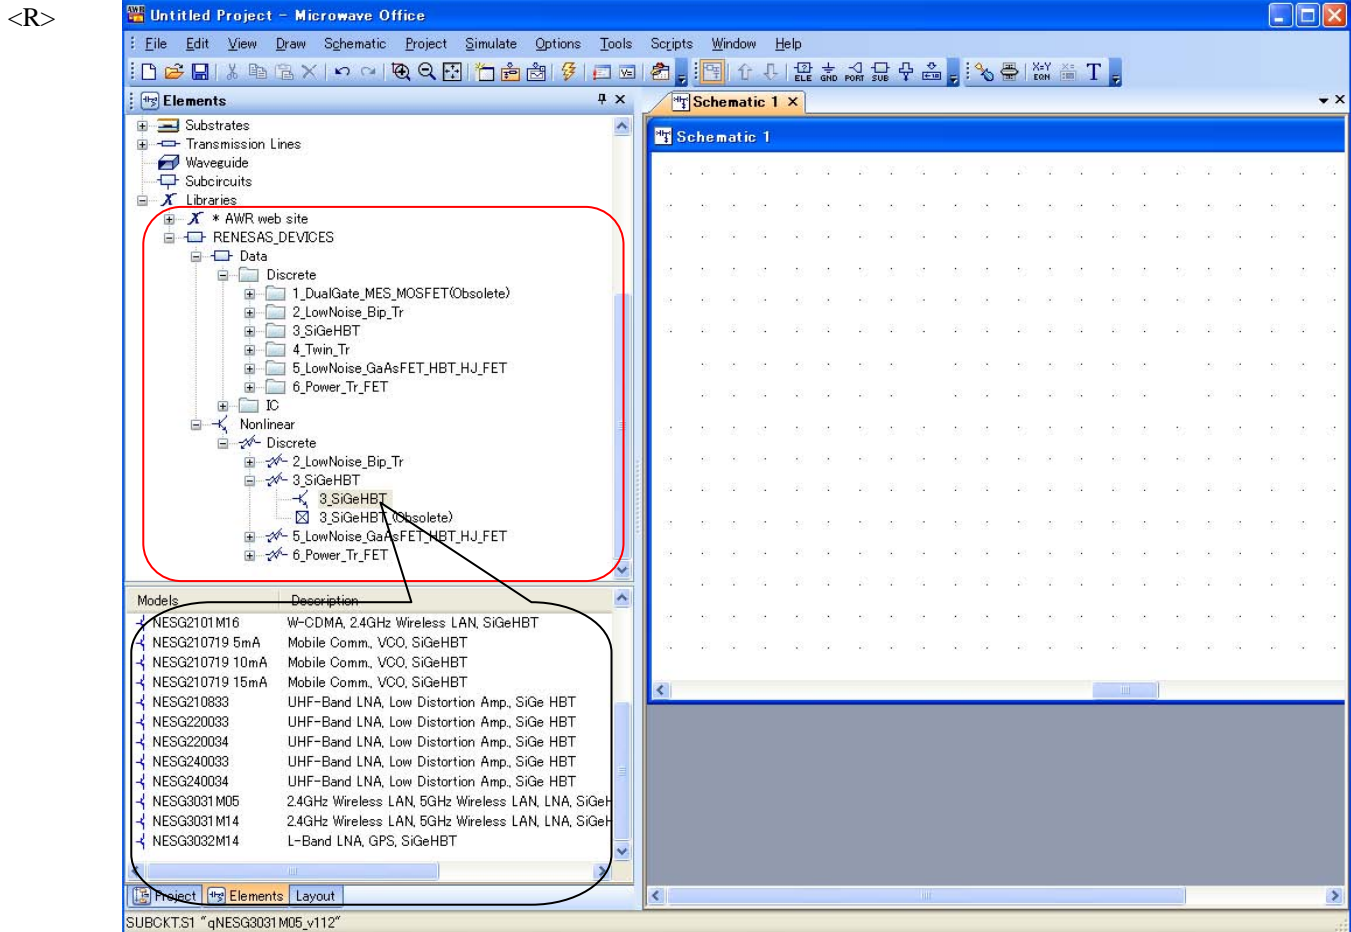 <R>
Untitled Project - Microwave Office
File Edit View Draw Schematic Project Simulate Options Tools Scripts Window Help
ELE GND PORT SUB X=Y EQN T
Elements
Schematic 1
Schematic 1
Substrates
Transmission Lines
Waveguide
Subcircuits
Libraries
* AWR web site
RENESAS_DEVICES
Data
Discrete
1_DualGate_MES_MOSFET(Obsolete)
2_LowNoise_Bip_Tr
3_SiGeHBT
4_Twin_Tr
5_LowNoise_GaAsFET_HBT_HJ_FET
6_Power_Tr_FET
IC
Nonlinear
Discrete
2_LowNoise_Bip_Tr
3_SiGeHBT
3_SiGeHBT
3_SiGeHBT_(Obsolete)
5_LowNoise_GaAsFET_HBT_HJ_FET
6_Power_Tr_FET
Models Description
NESG2101M16 W-CDMA, 2.4GHz Wireless LAN, SiGeHBT
NESG210719 5mA Mobile Comm., VCO, SiGeHBT
NESG210719 10mA Mobile Comm., VCO, SiGeHBT
NESG210719 15mA Mobile Comm., VCO, SiGeHBT
NESG210833 UHF-Band LNA, Low Distortion Amp., SiGe HBT
NESG220033 UHF-Band LNA, Low Distortion Amp., SiGe HBT
NESG220034 UHF-Band LNA, Low Distortion Amp., SiGe HBT
NESG240033 UHF-Band LNA, Low Distortion Amp., SiGe HBT
NESG240034 UHF-Band LNA, Low Distortion Amp., SiGe HBT
NESG3031M05 2.4GHz Wireless LAN, 5GHz Wireless LAN, LNA, SiGeH
NESG3031M14 2.4GHz Wireless LAN, 5GHz Wireless LAN, LNA, SiGeH
NESG3032M14 L-Band LNA, GPS, SiGeHBT
Project Elements Layout
SUBCKT.S1 "qNESG3031M05_v112"